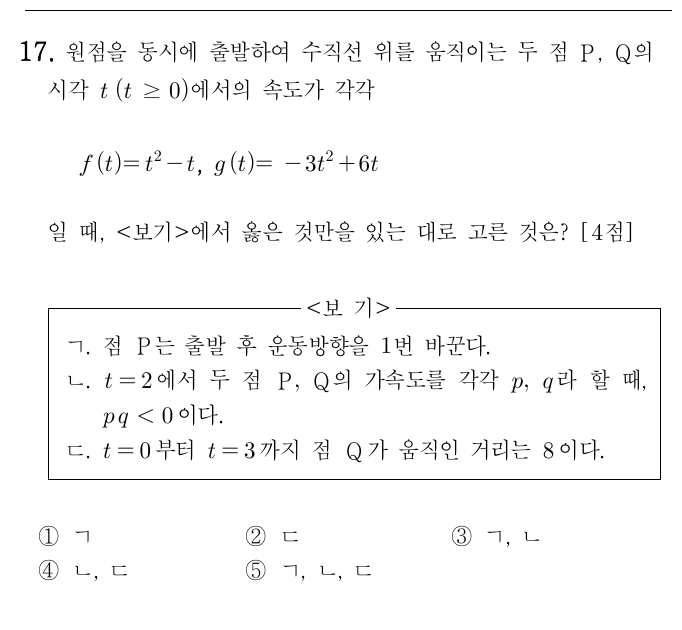 17. 원점을 동시에 출발하여 수직선 위를 움직이는 두 점 P, Q의
시각 t (t ≥ 0)에서의 속도가 각각
f(t)=t²−t, g(t)= −3t²+6t
일 때, <보기>에서 옳은 것만을 있는 대로 고른 것은? [4점]
<보 기>
ㄱ. 점 P는 출발 후 운동방향을 1번 바꾼다.
ㄴ. t=2에서 두 점 P, Q의 가속도를 각각 p, q라 할 때,
pq < 0이다.
ㄷ. t=0부터 t=3까지 점 Q가 움직인 거리는 8이다.
① ㄱ ② ㄷ ③ ㄱ, ㄴ
④ ㄴ, ㄷ ⑤ ㄱ, ㄴ, ㄷ